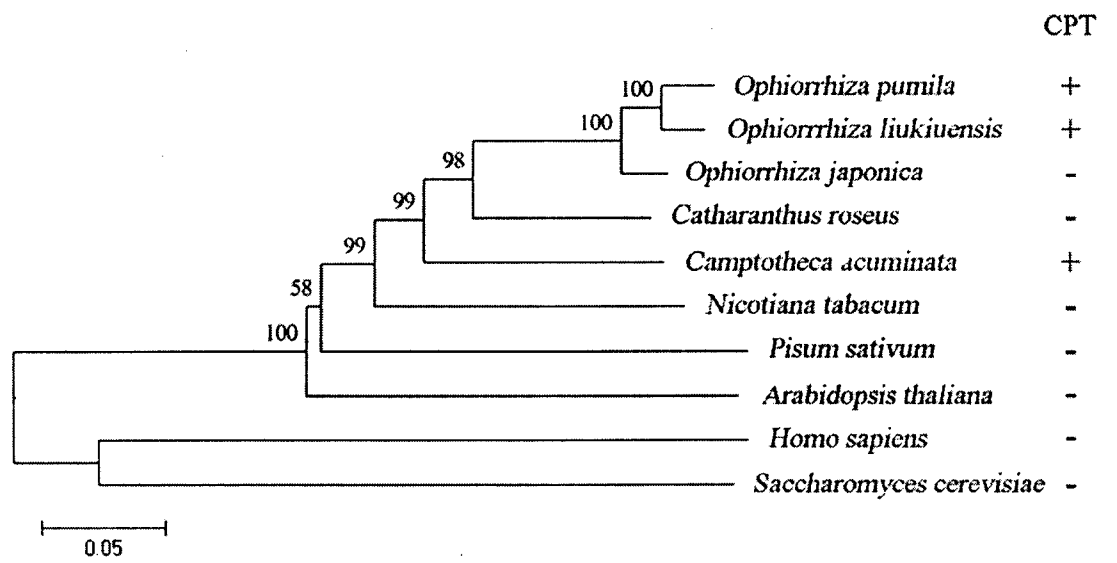 CPT
100 Ophiorrhiza pumila +
100 Ophiorrrhiza liukiuensis +
Ophiorrhiza japonica -
98 Catharanthus roseus -
99 Camptotheca acuminata +
99 Nicotiana tabacum -
58 Pisum sativum -
100 Arabidopsis thaliana -
Homo sapiens -
Saccharomyces cerevisiae -
0.05